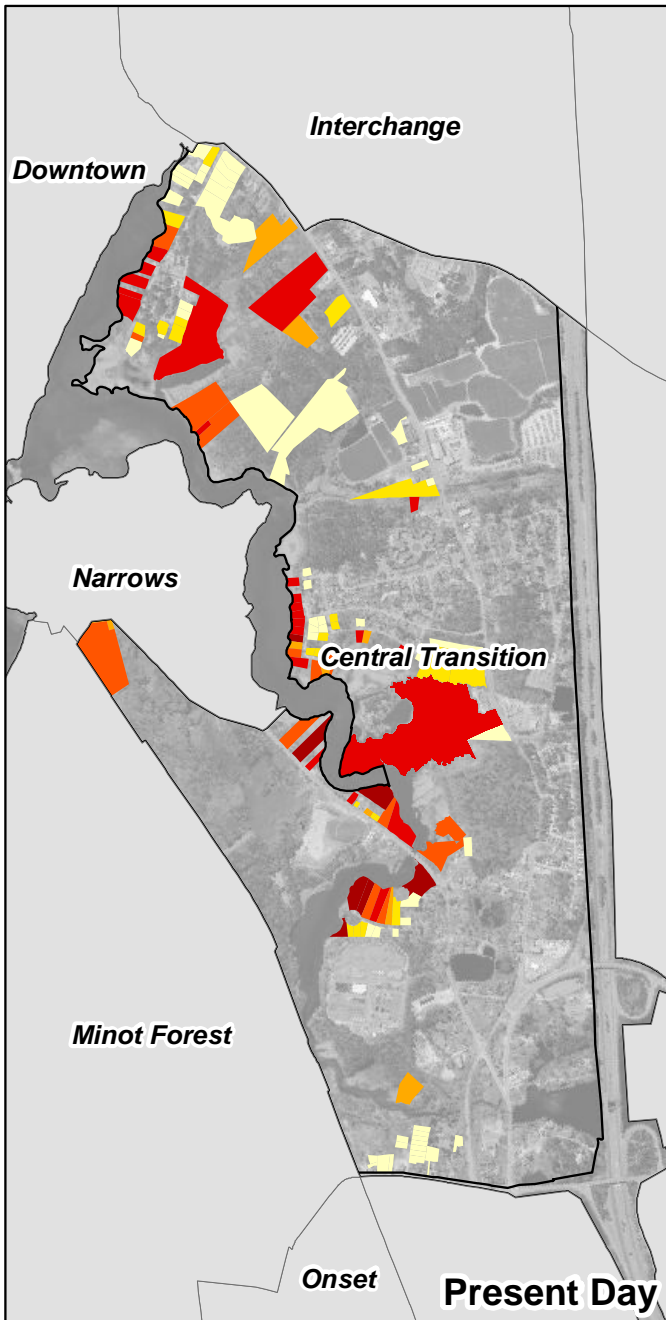 Interchange
Downtown
Narrows
Central Transition
Minot Forest
Onset
Present Day